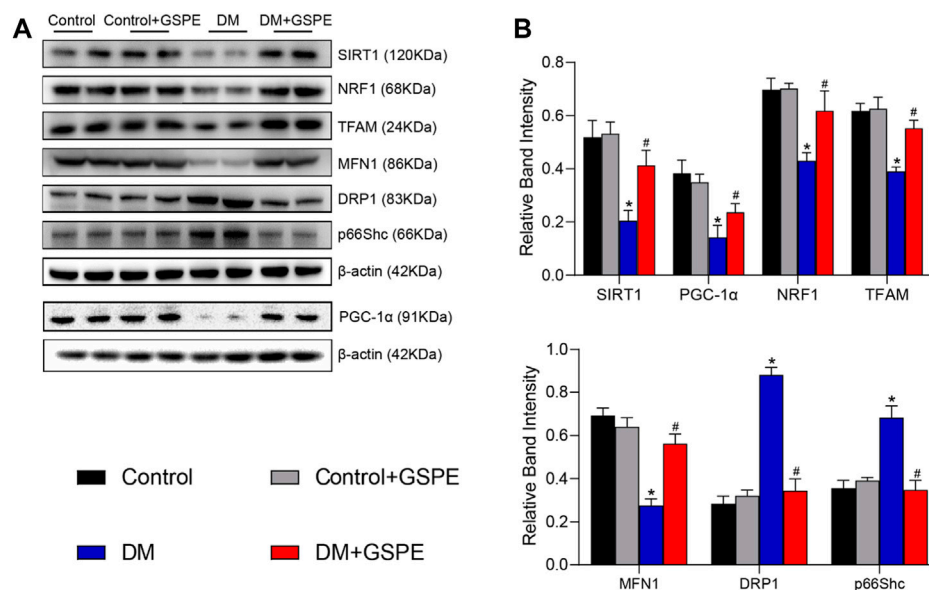 A
Control Control+GSPE DM DM+GSPE
SIRT1 (120KDa)
NRF1 (68KDa)
TFAM (24KDa)
MFN1 (86KDa)
DRP1 (83KDa)
p66Shc (66KDa)
β-actin (42KDa)
PGC-1α (91KDa)
β-actin (42KDa)
Control
Control+GSPE
DM
DM+GSPE
B
Relative Band Intensity
0.8
0.6
0.4
0.2
0.0
* # * # * # * #
SIRT1 PGC-1α NRF1 TFAM
Relative Band Intensity
1.0
0.8
0.6
0.4
0.2
0.0
* # * # * #
MFN1 DRP1 p66Shc